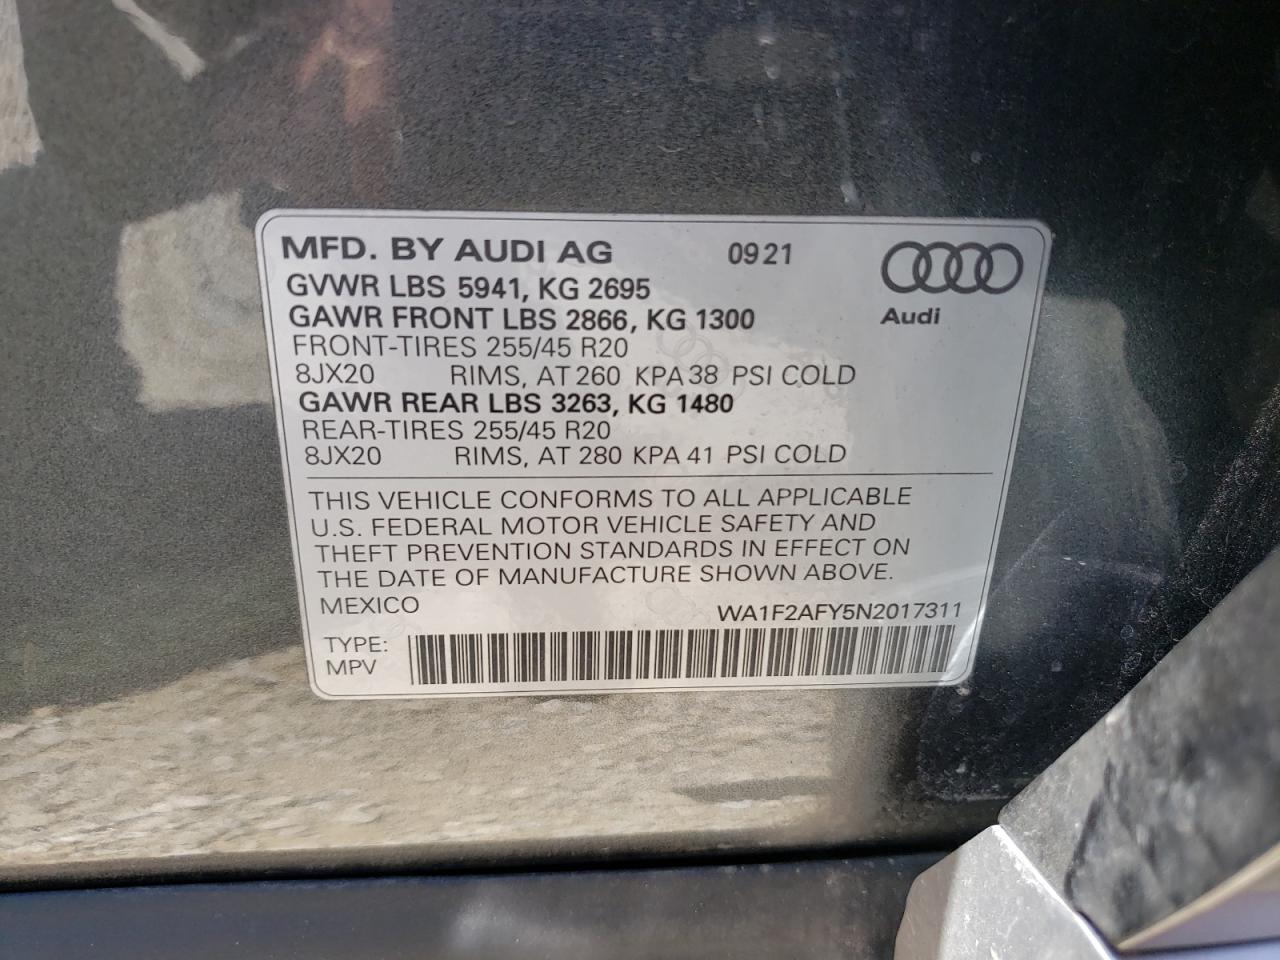 MFD. BY AUDI AG 0921
GVWR LBS 5941, KG 2695
GAWR FRONT LBS 2866, KG 1300
Audi
FRONT-TIRES 255/45 R20
8JX20 RIMS, AT 260 KPA 38 PSI COLD
GAWR REAR LBS 3263, KG 1480
REAR-TIRES 255/45 R20
8JX20 RIMS, AT 280 KPA 41 PSI COLD
THIS VEHICLE CONFORMS TO ALL APPLICABLE
U.S. FEDERAL MOTOR VEHICLE SAFETY AND
THEFT PREVENTION STANDARDS IN EFFECT ON
THE DATE OF MANUFACTURE SHOWN ABOVE.
MEXICO WA1F2AFY5N2017311
TYPE:
MPV